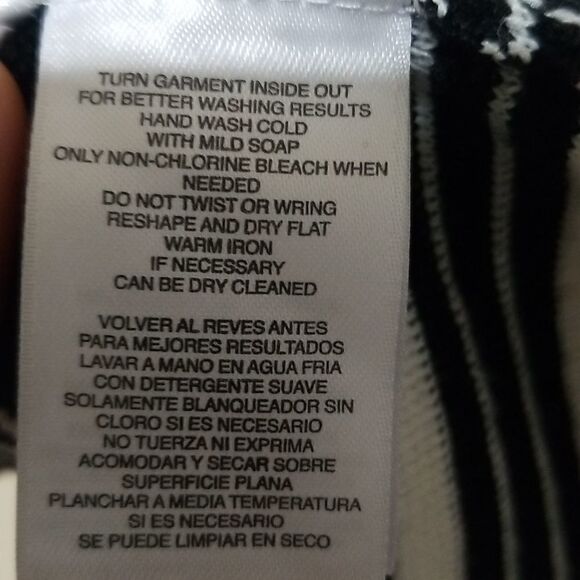 TURN GARMENT INSIDE OUT
FOR BETTER WASHING RESULTS
HAND WASH COLD
WITH MILD SOAP
ONLY NON-CHLORINE BLEACH WHEN
NEEDED
DO NOT TWIST OR WRING
RESHAPE AND DRY FLAT
WARM IRON
IF NECESSARY
CAN BE DRY CLEANED
VOLVER AL REVES ANTES
PARA MEJORES RESULTADOS
LAVAR A MANO EN AGUA FRIA
CON DETERGENTE SUAVE
SOLAMENTE BLANQUEADOR SIN
CLORO SI ES NECESARIO
NO TUERZA NI EXPRIMA
ACOMODAR Y SECAR SOBRE
SUPERFICIE PLANA
PLANCHAR A MEDIA TEMPERATURA
SI ES NECESARIO
SE PUEDE LIMPIAR EN SECO